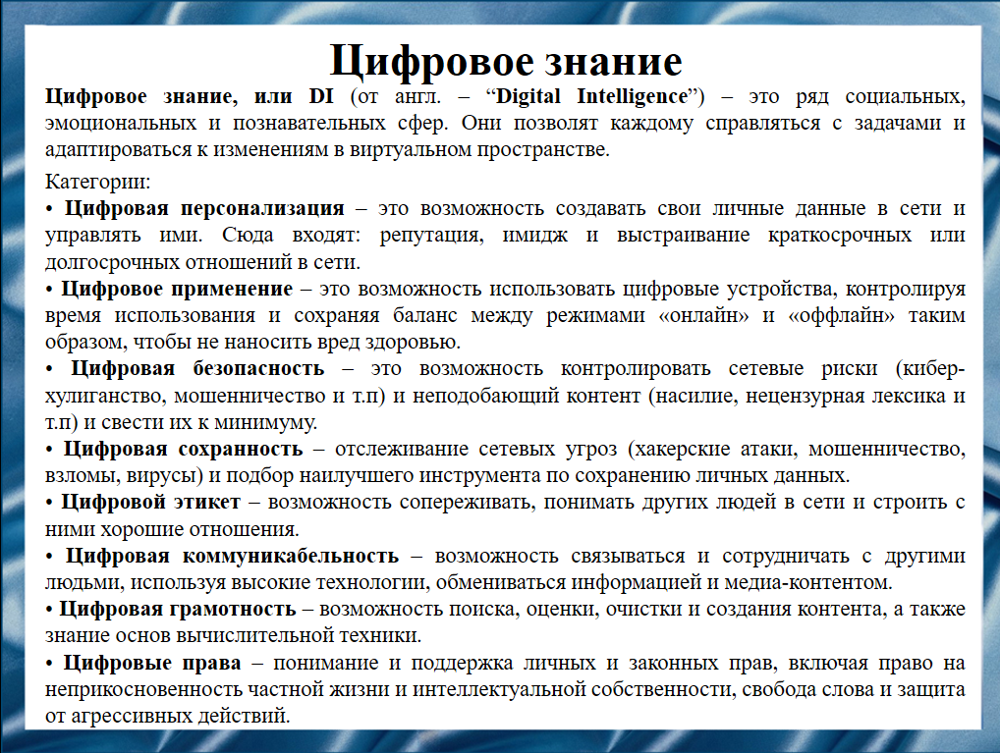 Цифровое знание
Цифровое знание, или DI (от англ. – “Digital Intelligence”) – это ряд социальных,
эмоциональных и познавательных сфер. Они позволят каждому справляться с задачами и
адаптироваться к изменениям в виртуальном пространстве.
Категории:
• Цифровая персонализация – это возможность создавать свои личные данные в сети и
управлять ими. Сюда входят: репутация, имидж и выстраивание краткосрочных или
долгосрочных отношений в сети.
• Цифровое применение – это возможность использовать цифровые устройства, контролируя
время использования и сохраняя баланс между режимами «онлайн» и «оффлайн» таким
образом, чтобы не наносить вред здоровью.
• Цифровая безопасность – это возможность контролировать сетевые риски (кибер-
хулиганство, мошенничество и т.п) и неподобающий контент (насилие, нецензурная лексика и
т.п) и свести их к минимуму.
• Цифровая сохранность – отслеживание сетевых угроз (хакерские атаки, мошенничество,
взломы, вирусы) и подбор наилучшего инструмента по сохранению личных данных.
• Цифровой этикет – возможность сопереживать, понимать других людей в сети и строить с
ними хорошие отношения.
• Цифровая коммуникабельность – возможность связываться и сотрудничать с другими
людьми, используя высокие технологии, обмениваться информацией и медиа-контентом.
• Цифровая грамотность – возможность поиска, оценки, очистки и создания контента, а также
знание основ вычислительной техники.
• Цифровые права – понимание и поддержка личных и законных прав, включая право на
неприкосновенность частной жизни и интеллектуальной собственности, свобода слова и защита
от агрессивных действий.